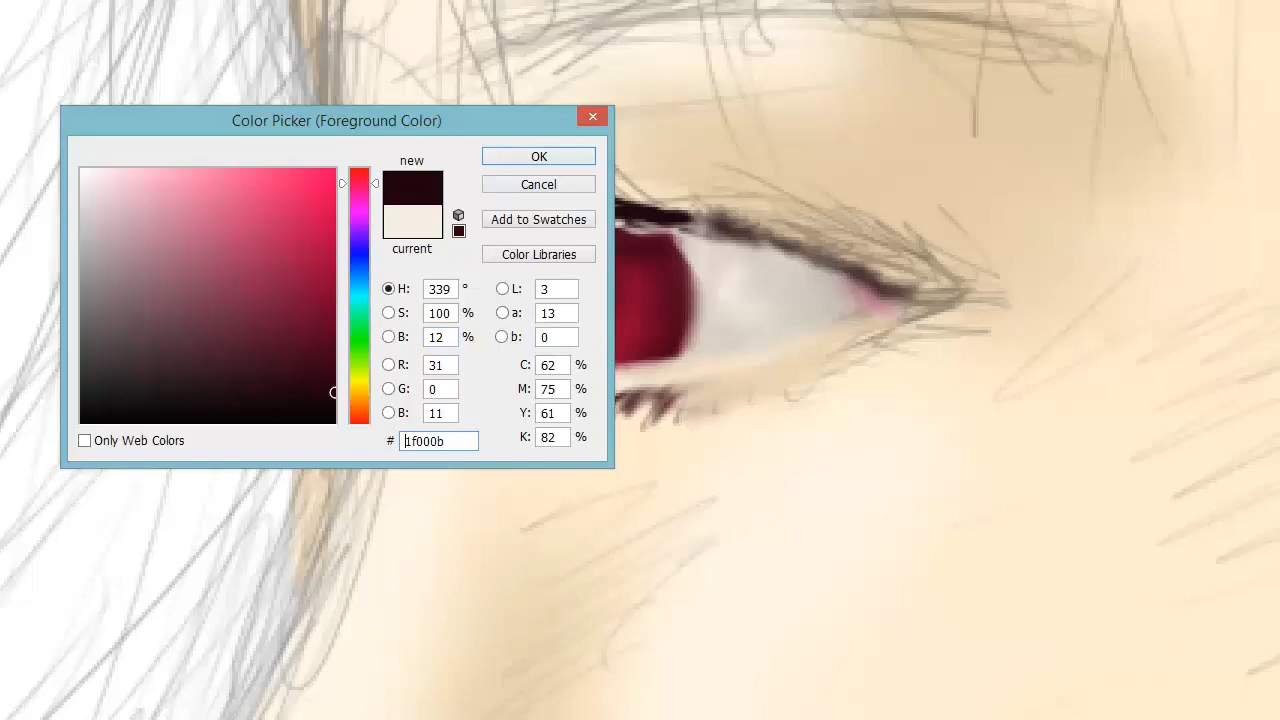 Color Picker (Foreground Color)
new
current
OK
Cancel
Add to Swatches
Color Libraries
H: 339 °
S: 100 %
B: 12 %
R: 31
G: 0
B: 11
L: 3
a: 13
b: 0
C: 62 %
M: 75 %
Y: 61 %
K: 82 %
Only Web Colors
# 1f000b